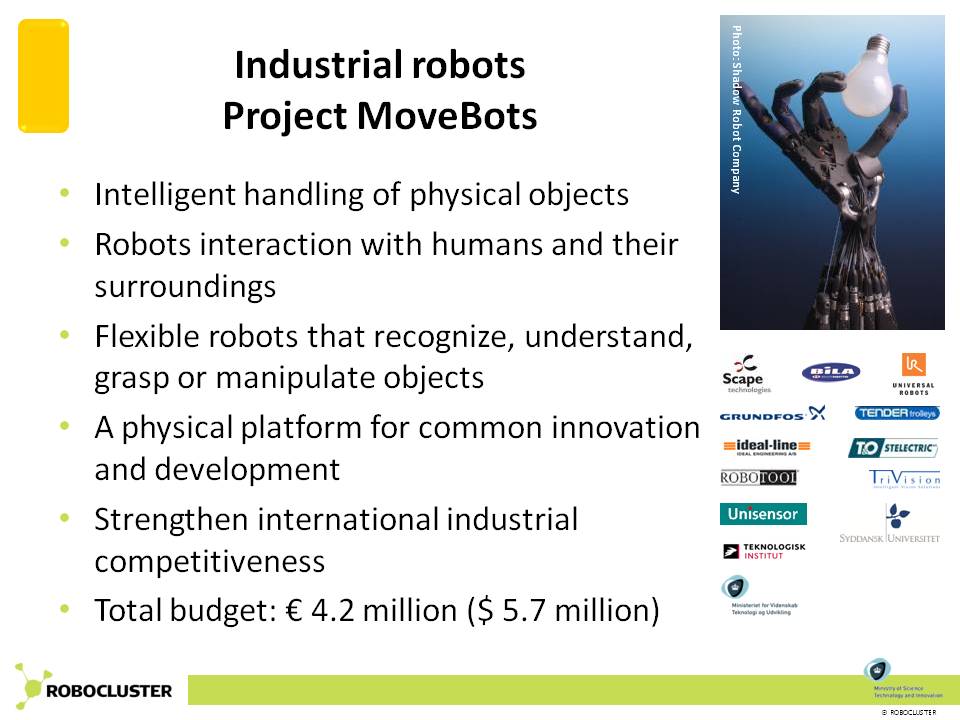 Industrial robots
Project MoveBots
• Intelligent handling of physical objects
• Robots interaction with humans and their
surroundings
• Flexible robots that recognize, understand,
grasp or manipulate objects
• A physical platform for common innovation
and development
• Strengthen international industrial
competitiveness
• Total budget: € 4.2 million ($ 5.7 million)
Photo: Shadow Robot Company
Scape
technologies
BILA
UR
UNIVERSAL
ROBOTS
GRUNDFOS
TENDER trolleys
ideal-line
IDEAL ENGINEERING A/S
T&O STELECTRIC
ROBOTOOL
TriVision
Intelligent Vision Solutions
Unisensor
SYDDANSK UNIVERSITET
TEKNOLOGISK
INSTITUT
Ministeriet for Videnskab
Teknologi og Udvikling
ROBOCLUSTER
Ministry of Science
Technology and Innovation
© ROBOCLUSTER